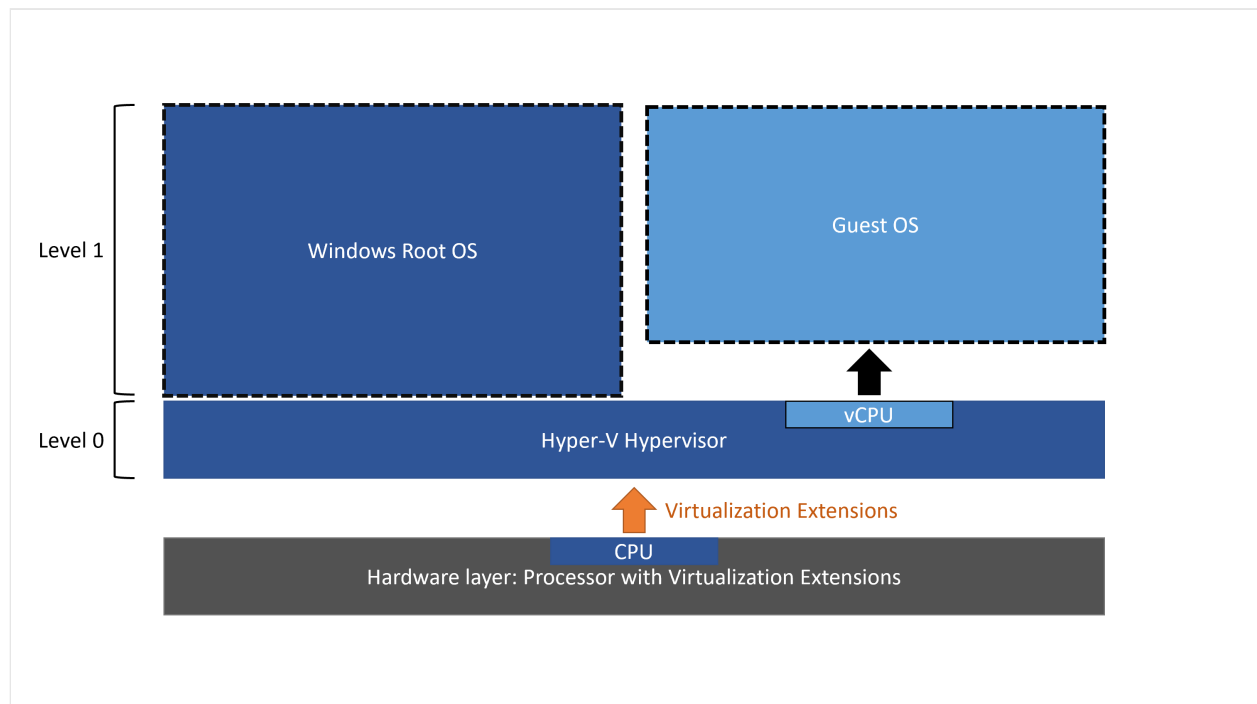 Level 1
Windows Root OS
Guest OS
vCPU
Level 0
Hyper-V Hypervisor
Virtualization Extensions
CPU
Hardware layer: Processor with Virtualization Extensions